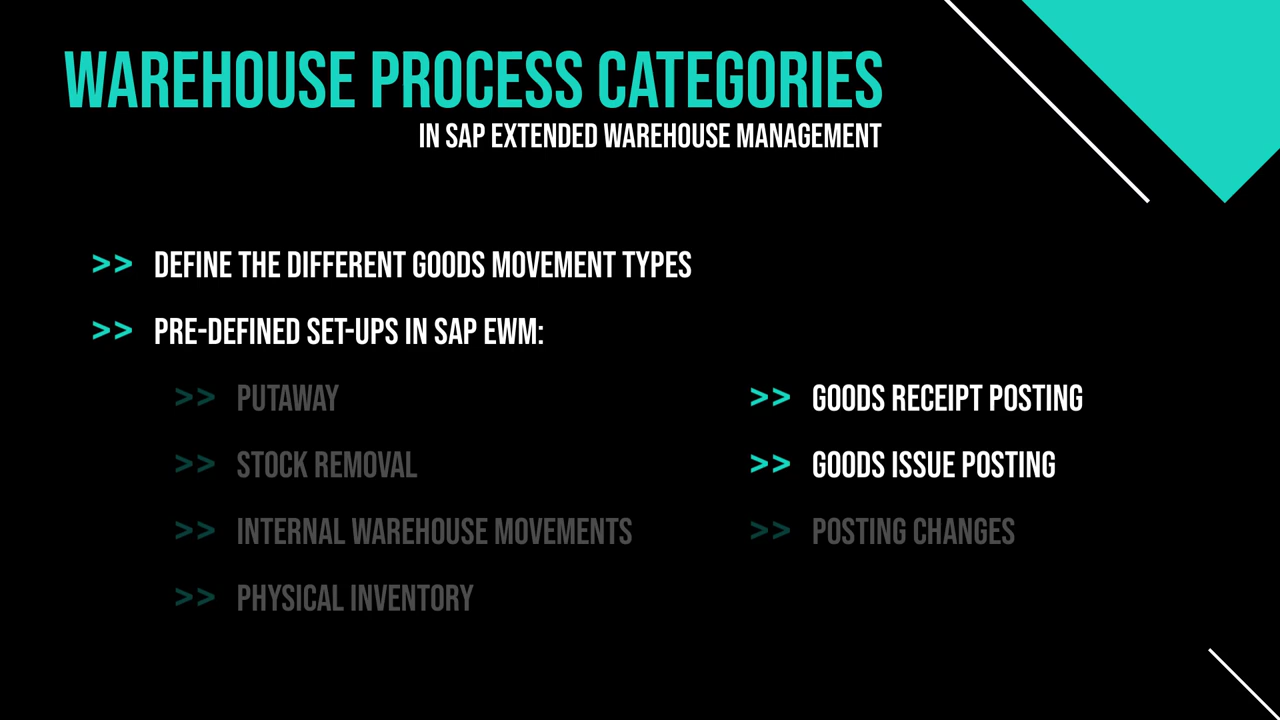 WAREHOUSE PROCESS CATEGORIES
IN SAP EXTENDED WAREHOUSE MANAGEMENT
>> DEFINE THE DIFFERENT GOODS MOVEMENT TYPES
>> PRE-DEFINED SET-UPS IN SAP EWM:
>> PUTAWAY
>> STOCK REMOVAL
>> INTERNAL WAREHOUSE MOVEMENTS
>> PHYSICAL INVENTORY
>> GOODS RECEIPT POSTING
>> GOODS ISSUE POSTING
>> POSTING CHANGES